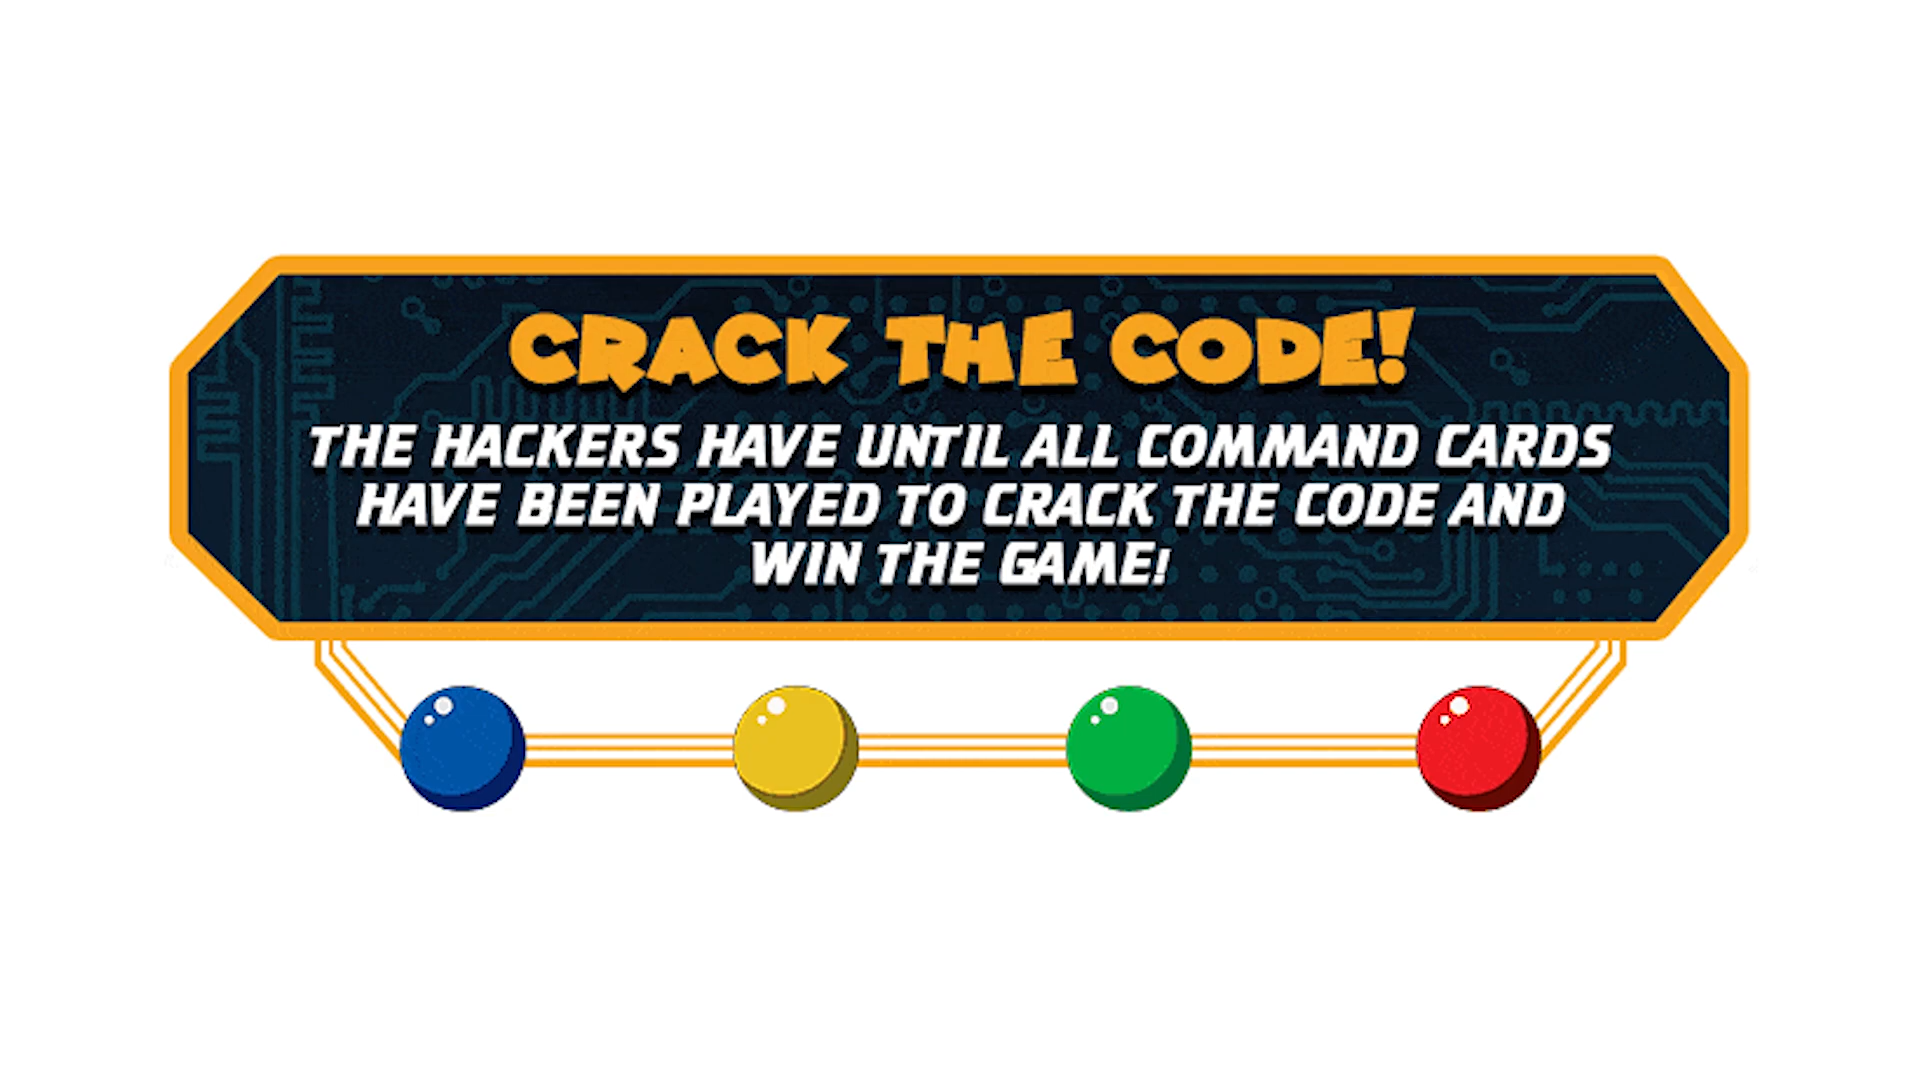 CRACK THE CODE!
THE HACKERS HAVE UNTIL ALL COMMAND CARDS
HAVE BEEN PLAYED TO CRACK THE CODE AND
WIN THE GAME!